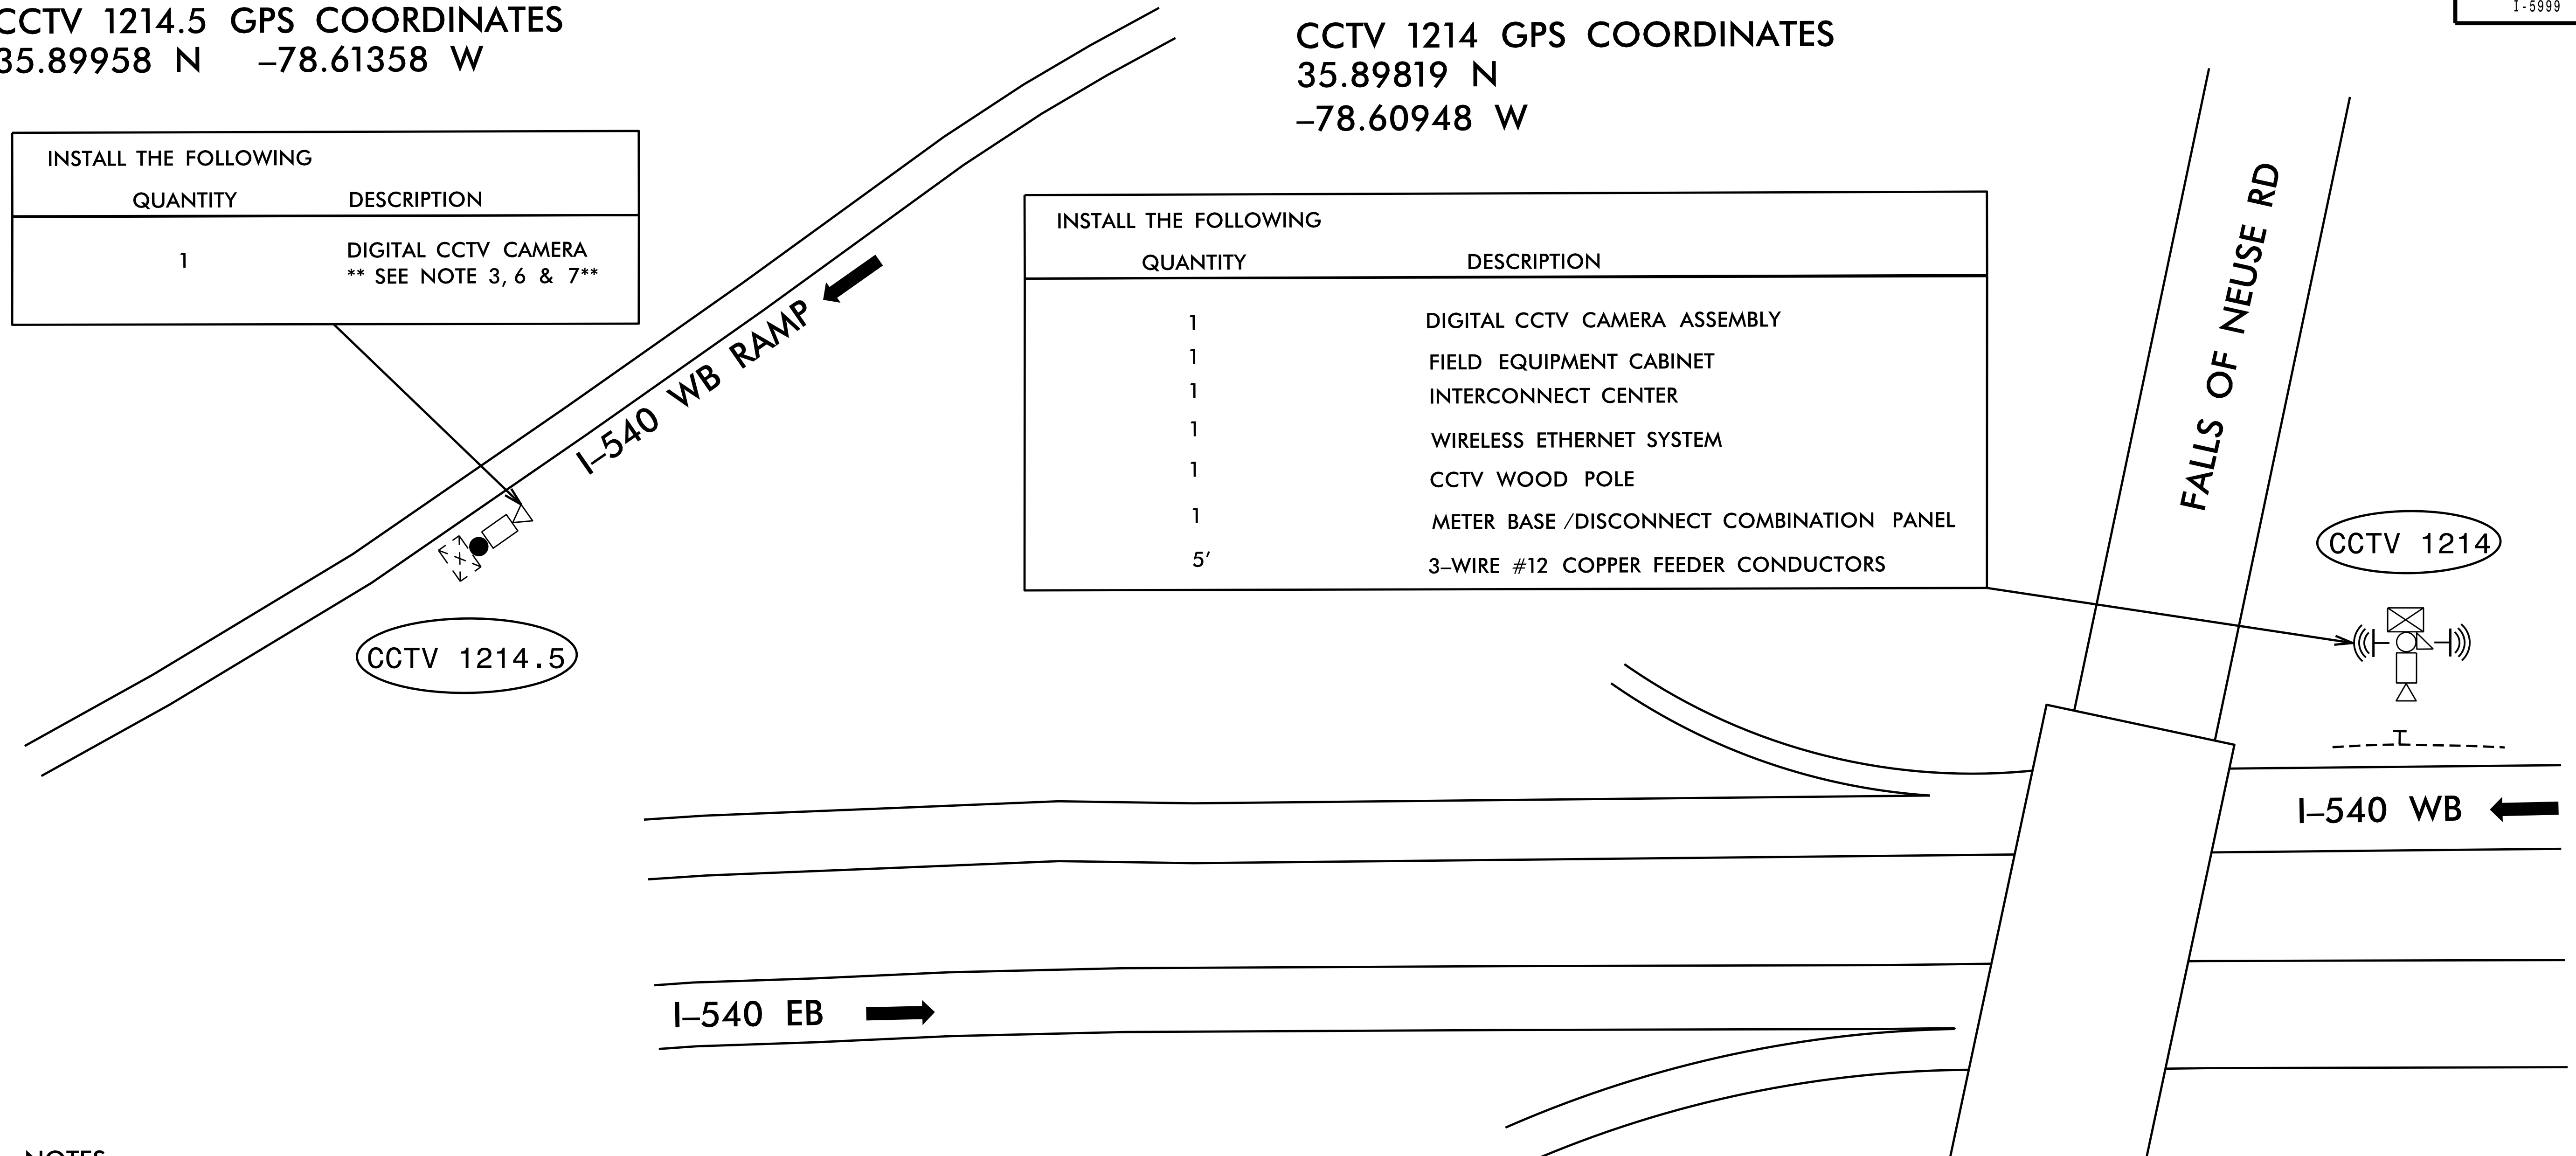 CCTV 1214.5 GPS COORDINATES
35.89958 N –78.61358 W
INSTALL THE FOLLOWING
QUANTITY DESCRIPTION
1 DIGITAL CCTV CAMERA
** SEE NOTE 3, 6 & 7**
I–540 WB RAMP
CCTV 1214.5
CCTV 1214 GPS COORDINATES
35.89819 N
–78.60948 W
INSTALL THE FOLLOWING
QUANTITY DESCRIPTION
1 DIGITAL CCTV CAMERA ASSEMBLY
1 FIELD EQUIPMENT CABINET
1 INTERCONNECT CENTER
1 WIRELESS ETHERNET SYSTEM
1 CCTV WOOD POLE
1 METER BASE /DISCONNECT COMBINATION PANEL
5' 3–WIRE #12 COPPER FEEDER CONDUCTORS
I-5999
FALLS OF NEUSE RD
CCTV 1214
I–540 WB
I–540 EB
NOTES